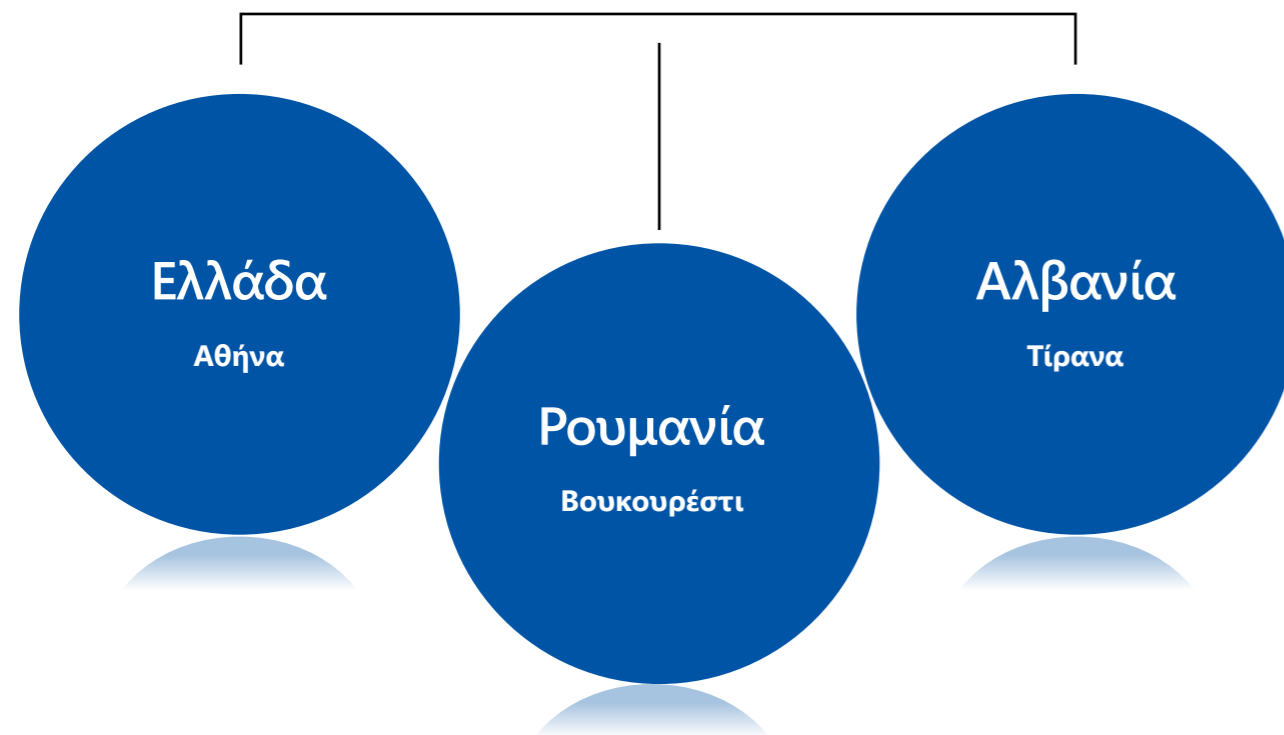 Ελλάδα
Αθήνα
Ρουμανία
Βουκουρέστι
Αλβανία
Τίρανα